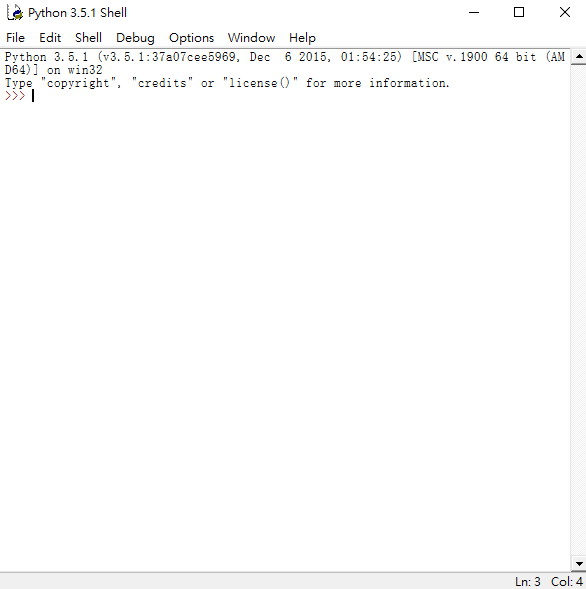 Python 3.5.1 Shell
File Edit Shell Debug Options Window Help
Python 3.5.1 (v3.5.1:37a07cee5969, Dec  6 2015, 01:54:25) [MSC v.1900 64 bit (AM
D64)] on win32
Type "copyright", "credits" or "license()" for more information.
>>>
Ln: 3 Col: 4